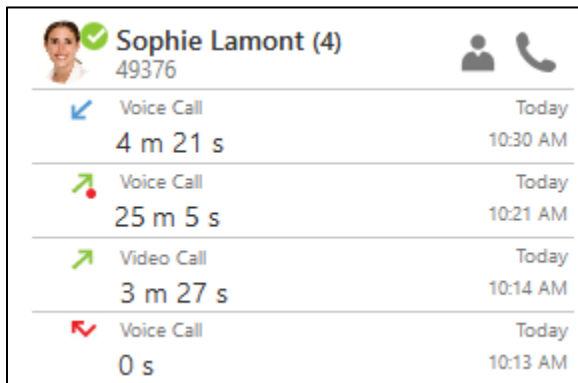 Sophie Lamont (4)
49376
Voice Call Today
4 m 21 s 10:30 AM
Voice Call Today
25 m 5 s 10:21 AM
Video Call Today
3 m 27 s 10:14 AM
Voice Call Today
0 s 10:13 AM